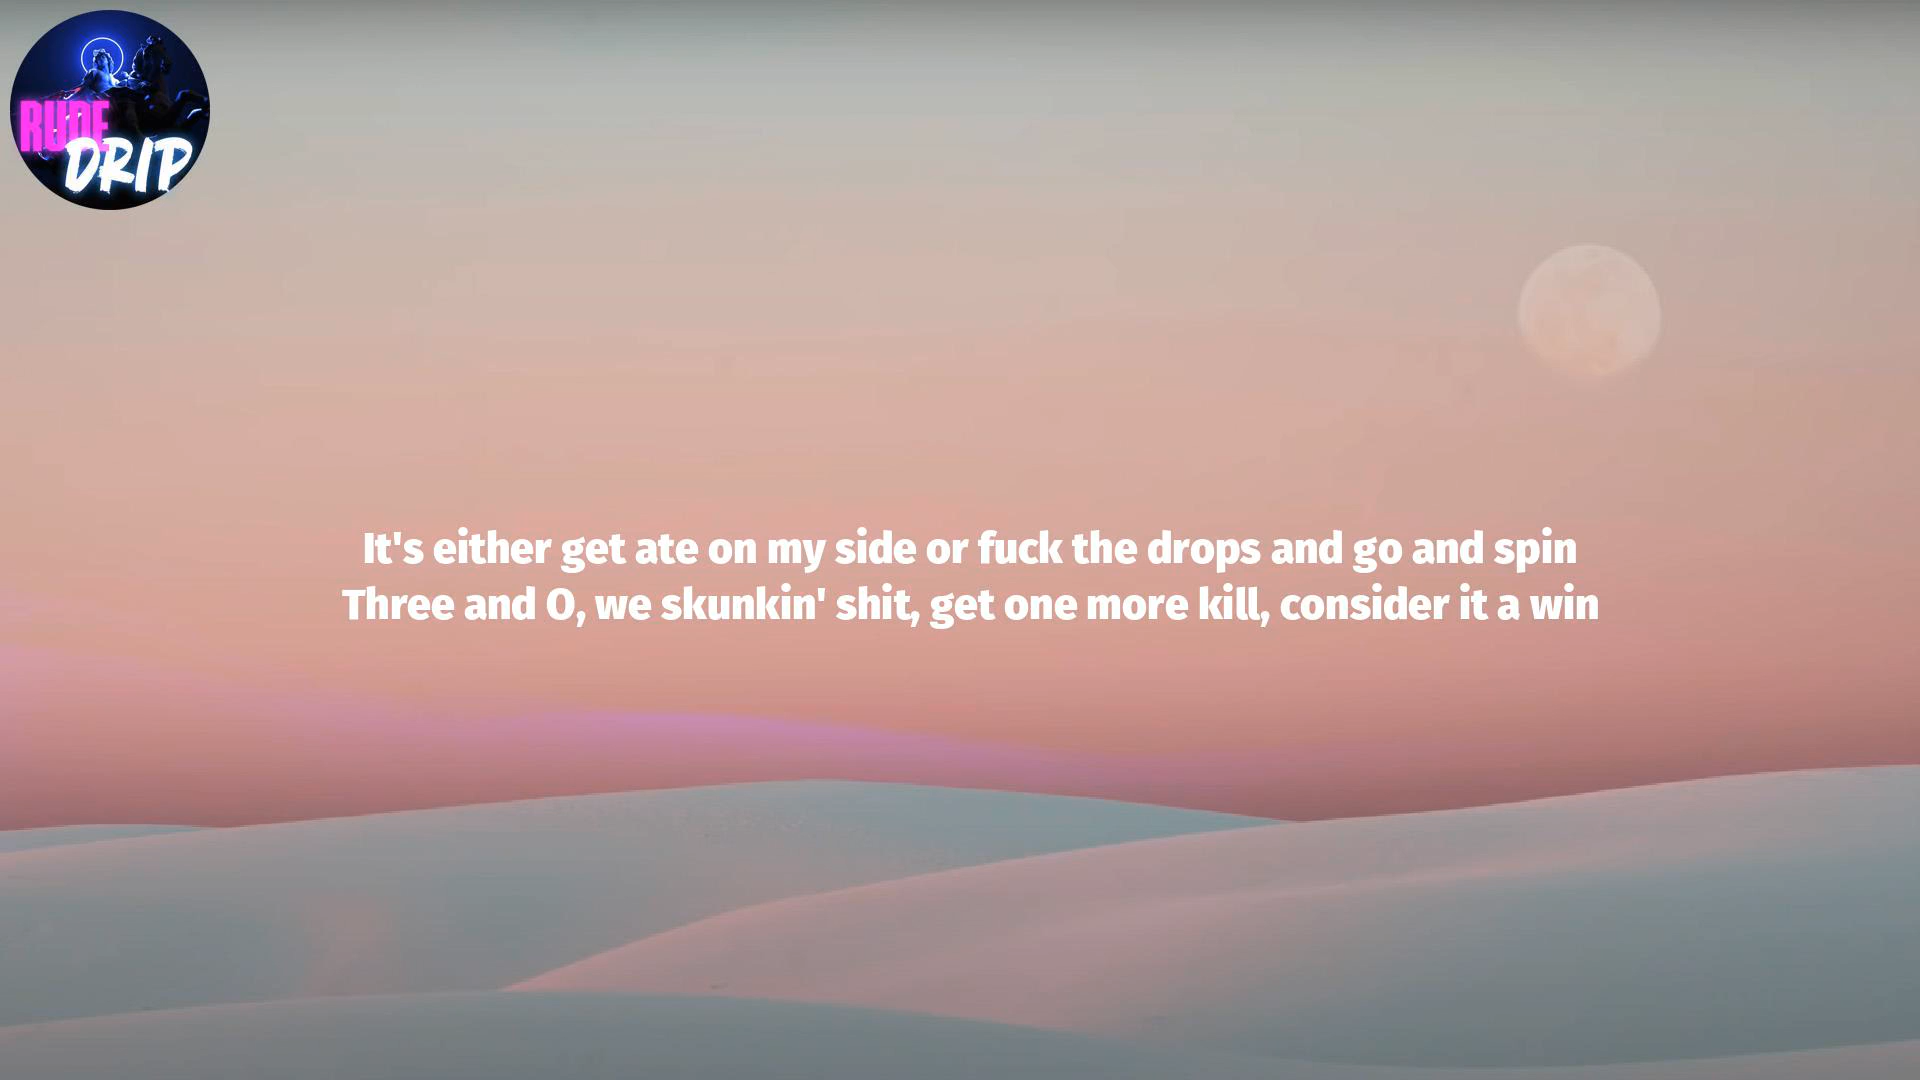 RUDE
DRIP
It's either get ate on my side or fuck the drops and go and spin
Three and O, we skunkin' shit, get one more kill, consider it a win